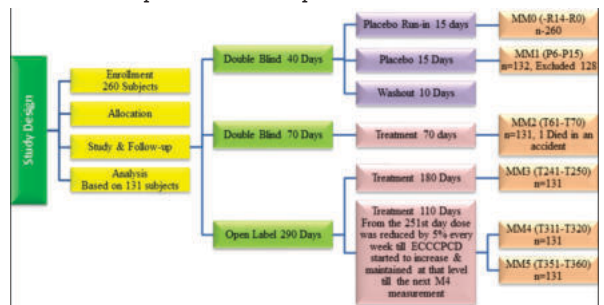 Study Design
Enrollment
260 Subjects
Allocation
Study & Follow-up
Analysis
Based on 131 subjects
Double Blind 40 Days
Double Blind 70 Days
Open Label 290 Days
Placebo Run-in 15 days
Placebo 15 Days
Washout 10 Days
Treatment 70 days
Treatment 180 Days
Treatment 110 Days
From the 251st day dose
was reduced by 5% every
week till ECCCPCD
started to increase &
maintained at that level
till the next M4
measurement
MM0 (-R14-R0)
n-260
MM1 (P6-P15)
n=132, Excluded 128
MM2 (T61-T70)
n=131, 1 Died in an
accident
MM3 (T241-T250)
n=131
MM4 (T311-T320)
n=131
MM5 (T351-T360)
n=131